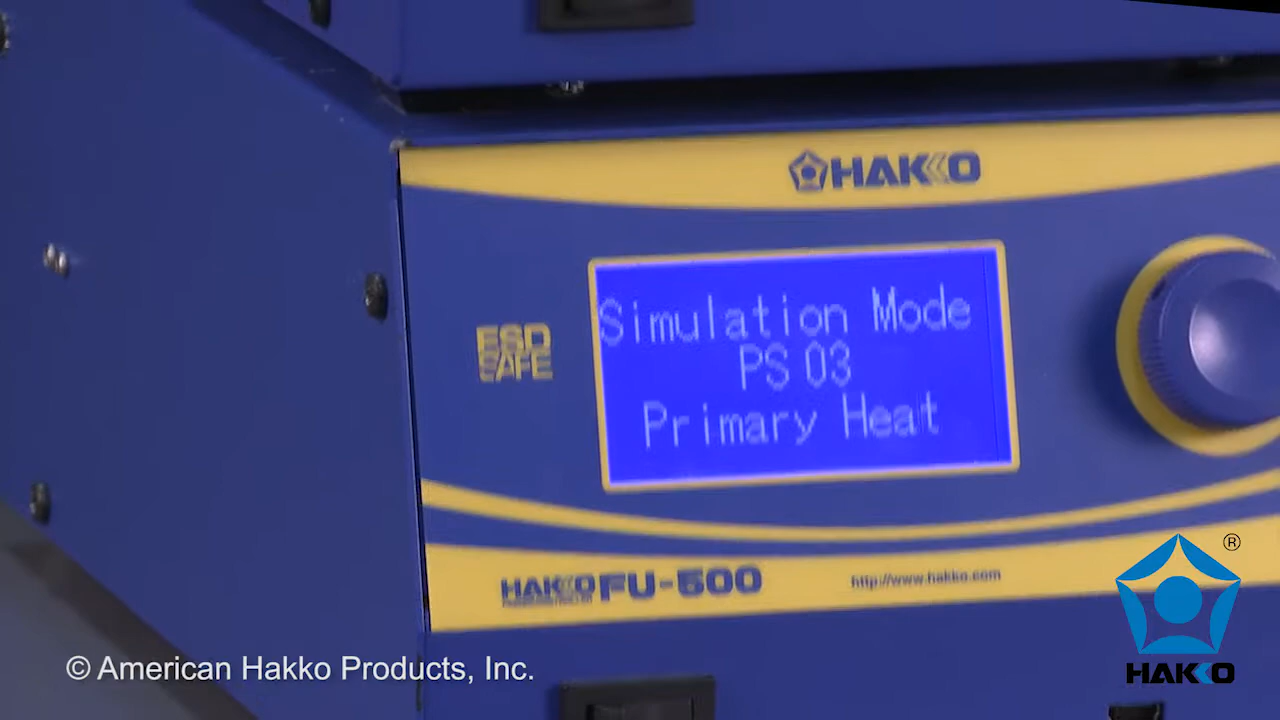 HAKKO
ESD
SAFE
Simulation Mode
PS 03
Primary Heat
HAKKO FU-500
http://www.hakko.com
®
HAKKO
© American Hakko Products, Inc.